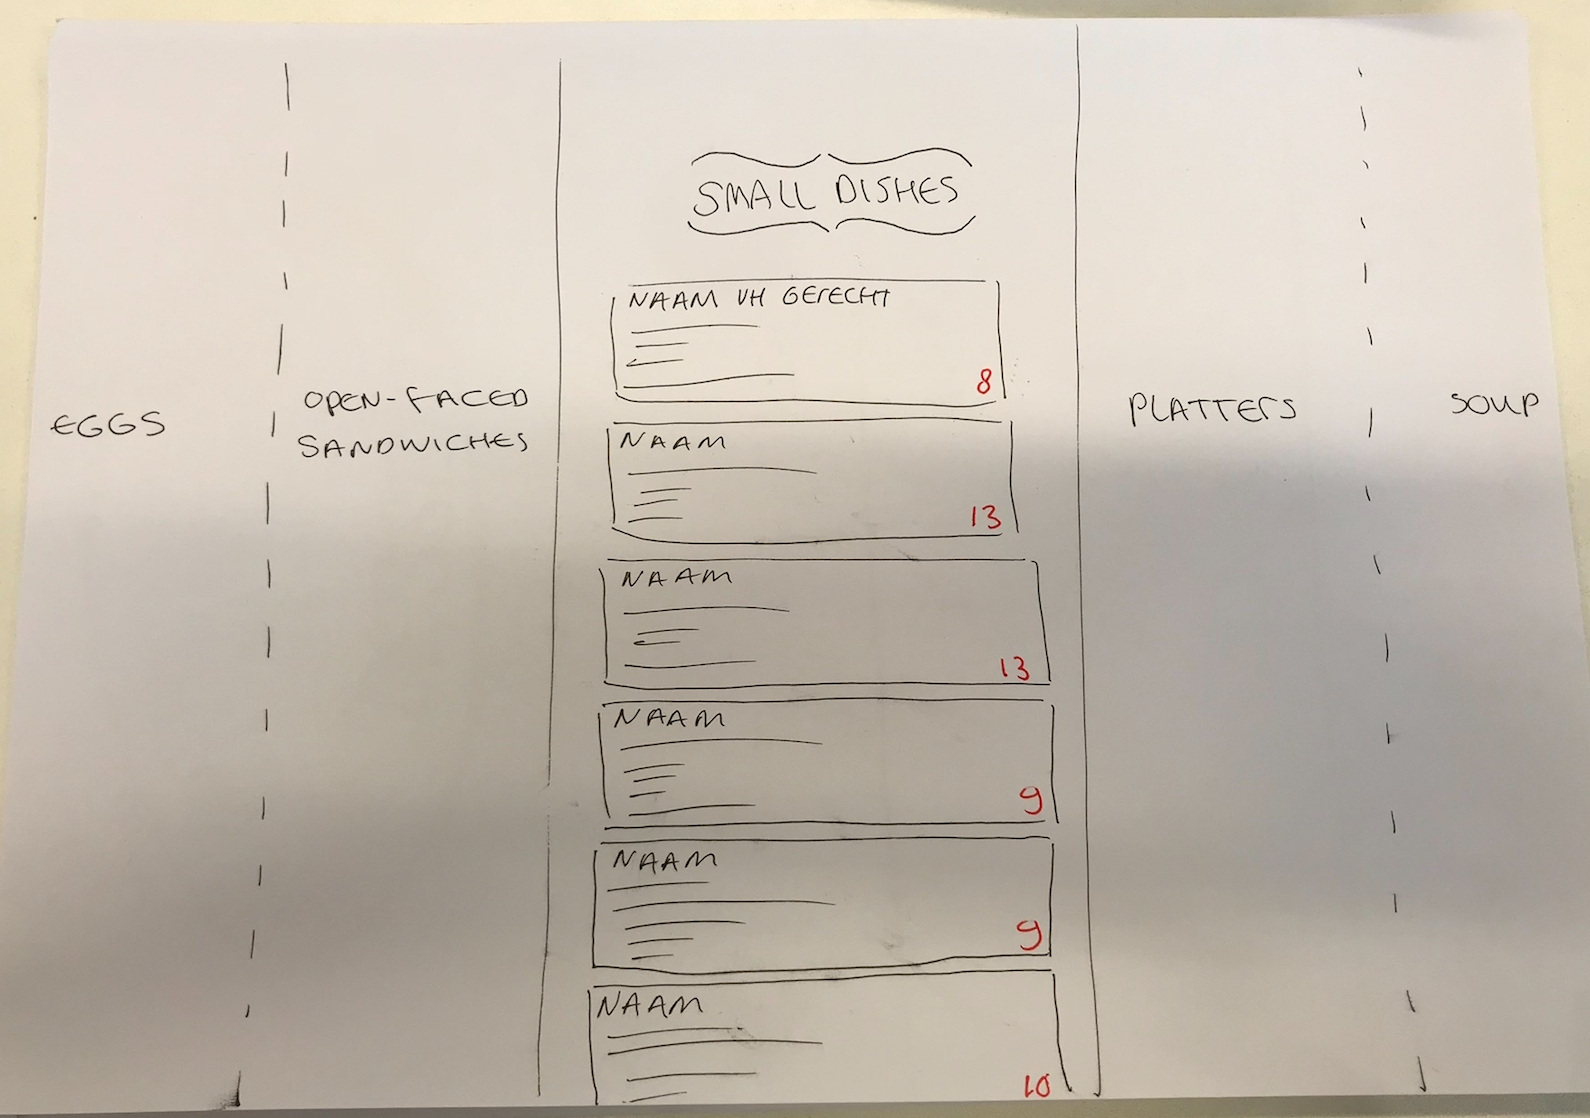 EGGS
OPEN-FACED
SANDWICHES
SMALL DISHES
NAAM VH GERECHT
8
NAAM
13
NAAM
13
NAAM
9
NAAM
9
NAAM
10
PLATTERS
SOUP